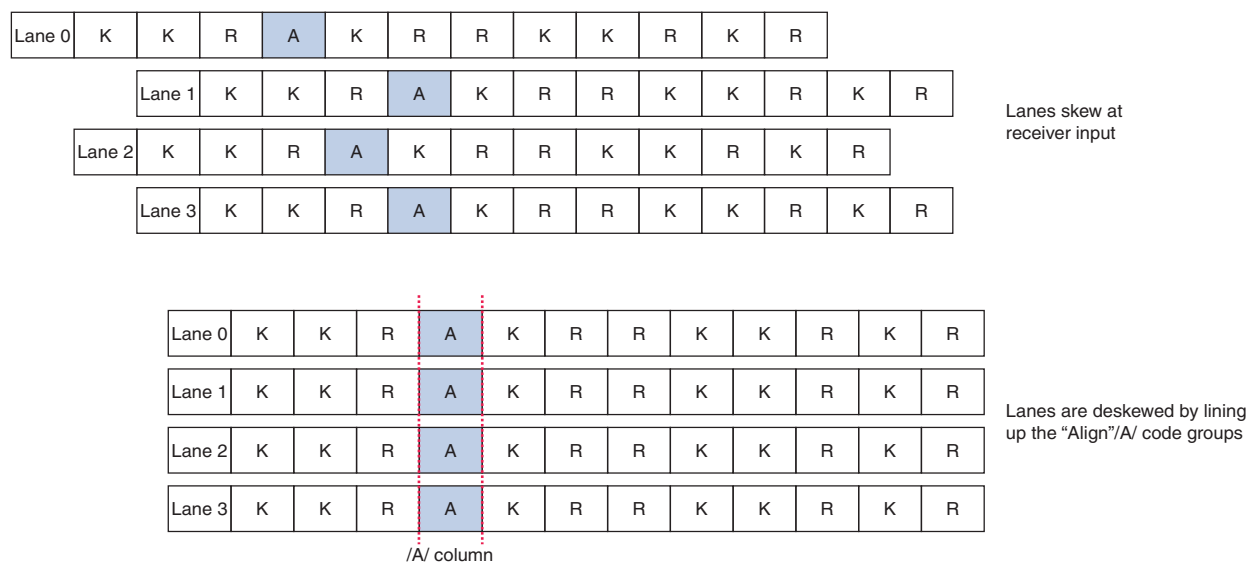 Lane 0 K K R A K R R K K R K R
Lane 1 K K R A K R R K K R K R
Lane 2 K K R A K R R K K R K R
Lane 3 K K R A K R R K K R K R
Lanes skew at
receiver input
Lane 0 K K R A K R R K K R K R
Lane 1 K K R A K R R K K R K R
Lane 2 K K R A K R R K K R K R
Lane 3 K K R A K R R K K R K R
/A/ column
Lanes are deskewed by lining
up the “Align”/A/ code groups